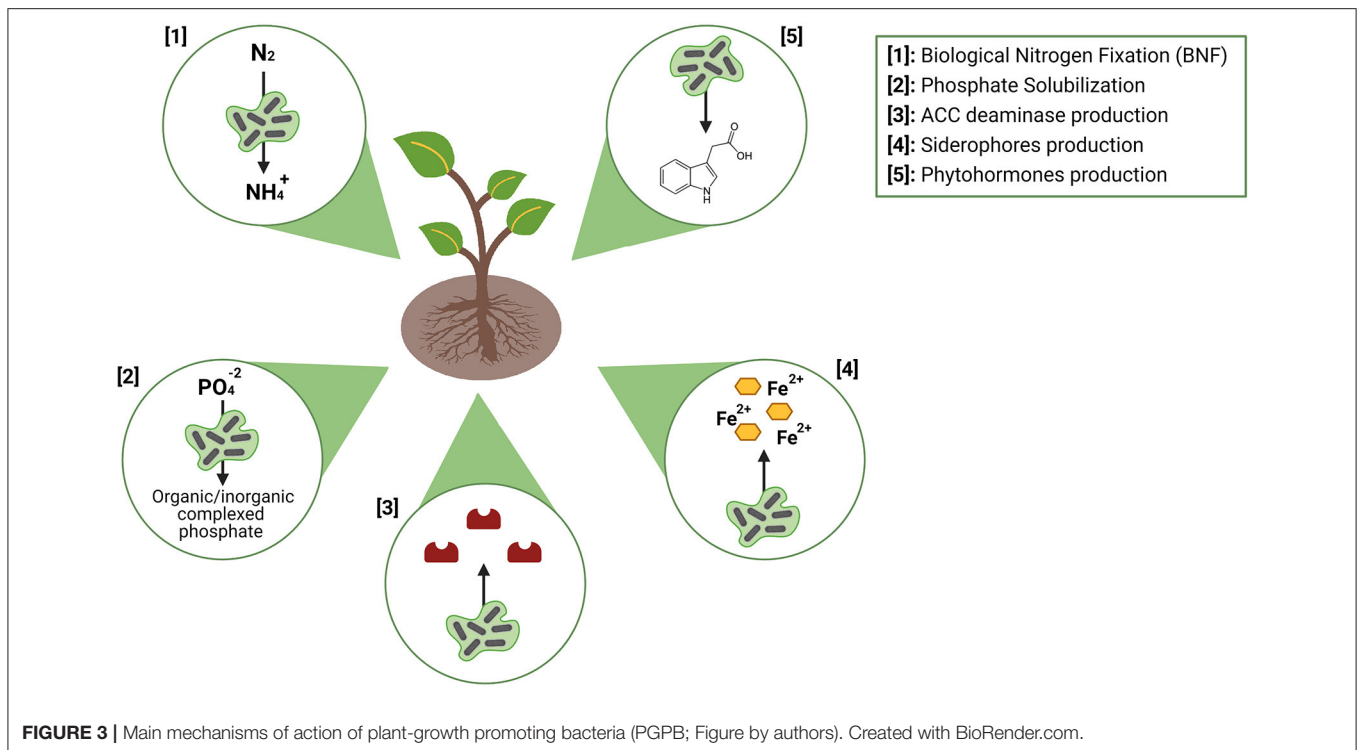 [1]
N₂
NH₄⁺
[5]
O
OH
N
H
[1]: Biological Nitrogen Fixation (BNF)
[2]: Phosphate Solubilization
[3]: ACC deaminase production
[4]: Siderophores production
[5]: Phytohormones production
[2]
PO₄⁻²
Organic/inorganic
complexed
phosphate
[3]
[4]
Fe²⁺
Fe²⁺
Fe²⁺
FIGURE 3 | Main mechanisms of action of plant-growth promoting bacteria (PGPB; Figure by authors). Created with BioRender.com.